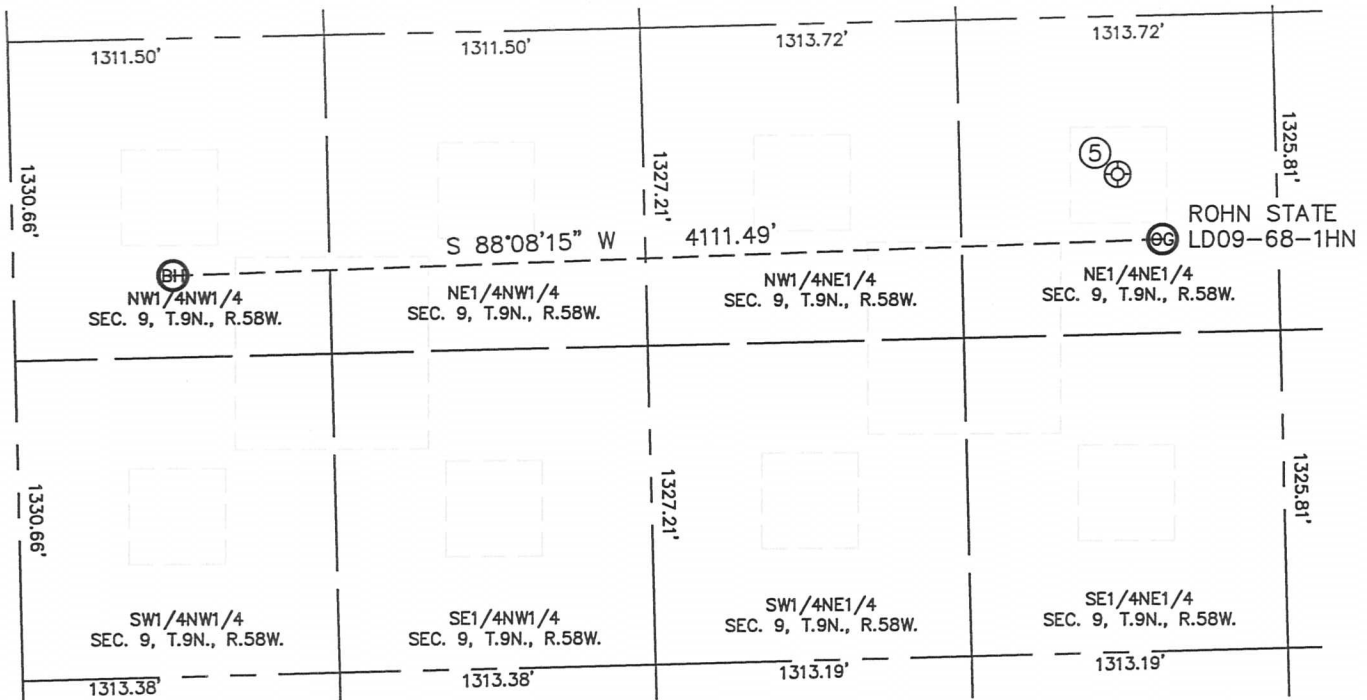 1311.50'
1311.50'
1313.72'
1313.72'
1330.66'
1327.21'
1325.81'
5
ROHN STATE
LD09-68-1HN
OG
S 88°08'15" W 4111.49'
BH
NW1/4NW1/4
SEC. 9, T.9N., R.58W.
NE1/4NW1/4
SEC. 9, T.9N., R.58W.
NW1/4NE1/4
SEC. 9, T.9N., R.58W.
NE1/4NE1/4
SEC. 9, T.9N., R.58W.
1330.66'
1327.21'
1325.81'
SW1/4NW1/4
SEC. 9, T.9N., R.58W.
SE1/4NW1/4
SEC. 9, T.9N., R.58W.
SW1/4NE1/4
SEC. 9, T.9N., R.58W.
SE1/4NE1/4
SEC. 9, T.9N., R.58W.
1313.38'
1313.38'
1313.19'
1313.19'